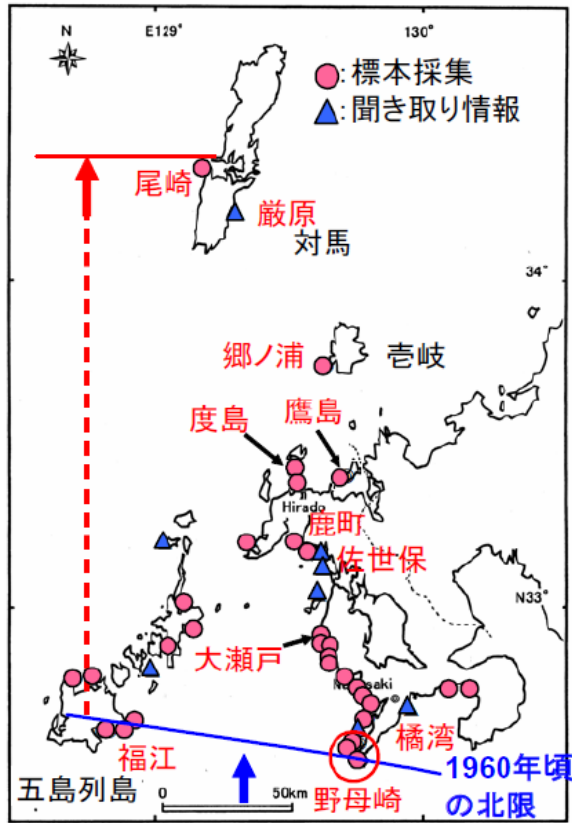 N
E129°
130°
：標本採集
：聞き取り情報
尾崎
厳原
対馬
34
郷ノ浦
壱岐
度島
鷹島
Hirado
鹿町
佐世保
N33°
大瀬戸
橘湾
福江
1960年頃
の北限
五島列島
0
50km
野母崎